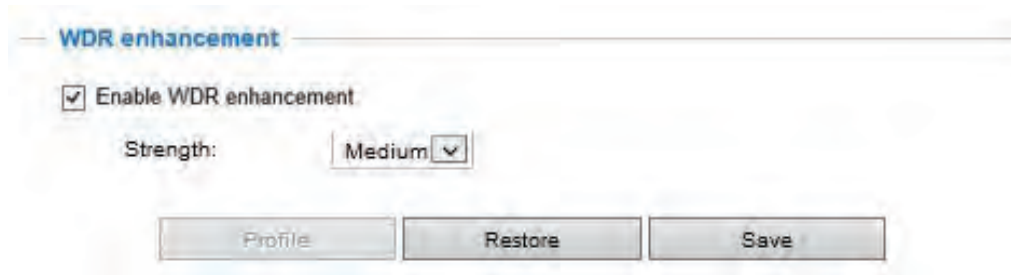 WDR enhancement
Enable WDR enhancement
Strength: Medium
Profile Restore Save